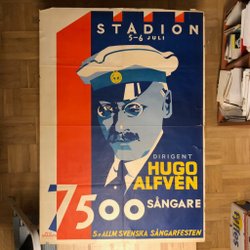 STADION
5-6 JULI
DIRIGENT
HUGO
ALFVÉN
7500 SÅNGARE
5:e ALLM. SVENSKA SÅNGARFESTEN